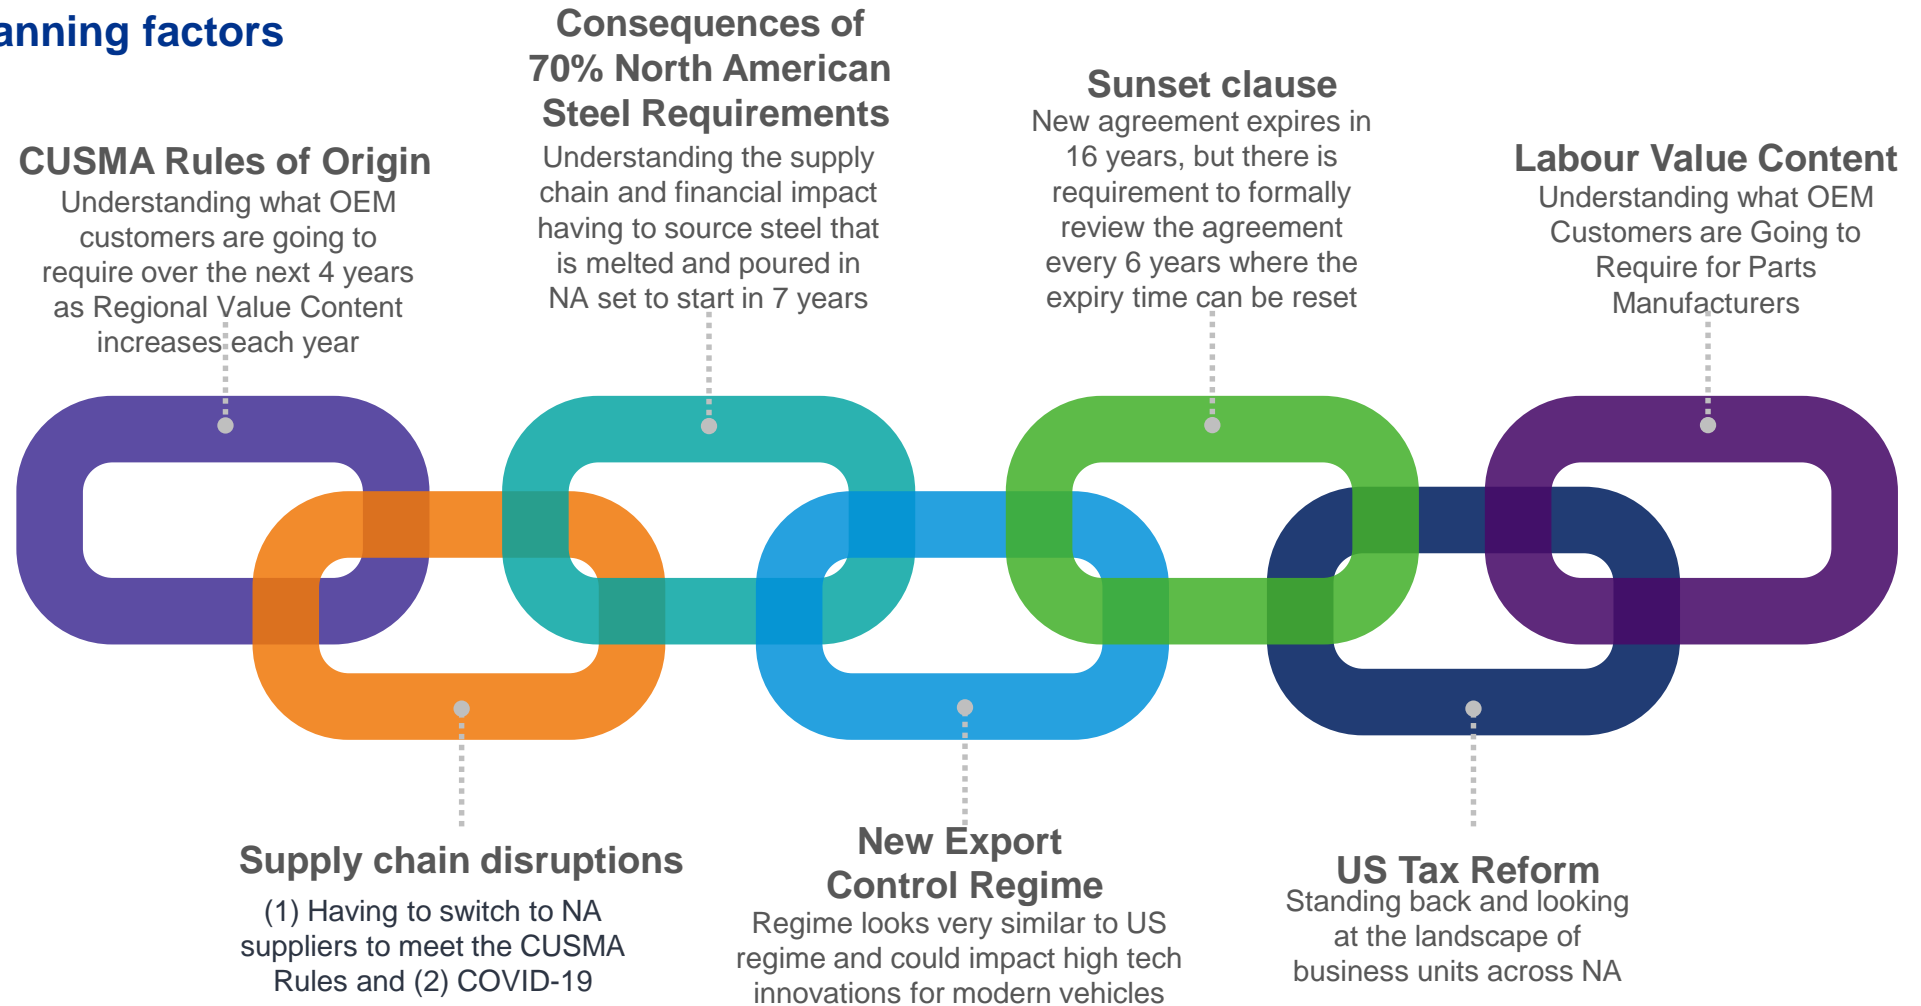 anning factors
CUSMA Rules of Origin
Understanding what OEM
customers are going to
require over the next 4 years
as Regional Value Content
increases each year
Consequences of
70% North American
Steel Requirements
Understanding the supply
chain and financial impact
having to source steel that
is melted and poured in
NA set to start in 7 years
Sunset clause
New agreement expires in
16 years, but there is
requirement to formally
review the agreement
every 6 years where the
expiry time can be reset
Labour Value Content
Understanding what OEM
Customers are Going to
Require for Parts
Manufacturers
Supply chain disruptions
(1) Having to switch to NA
suppliers to meet the CUSMA
Rules and (2) COVID-19
New Export
Control Regime
Regime looks very similar to US
regime and could impact high tech
innovations for modern vehicles
US Tax Reform
Standing back and looking
at the landscape of
business units across NA